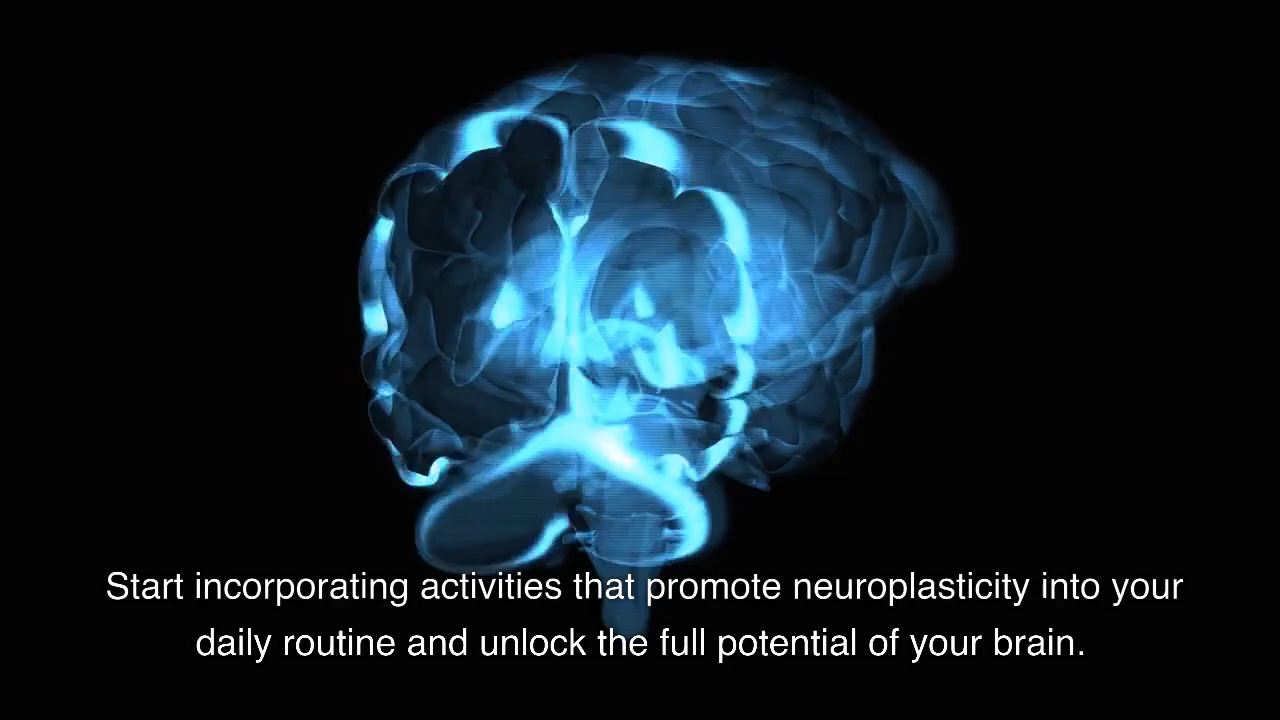 Start incorporating activities that promote neuroplasticity into your
daily routine and unlock the full potential of your brain.